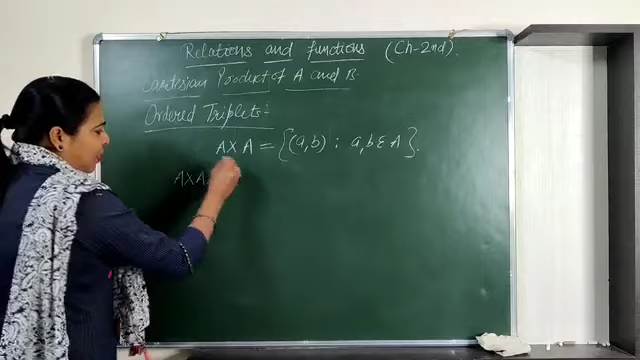 Relations and functions (Ch-2nd).
Cartesian Product of A and B.
Ordered Triplets:-
A×A = {(a,b) : a,b ∈ A}.
A×A×